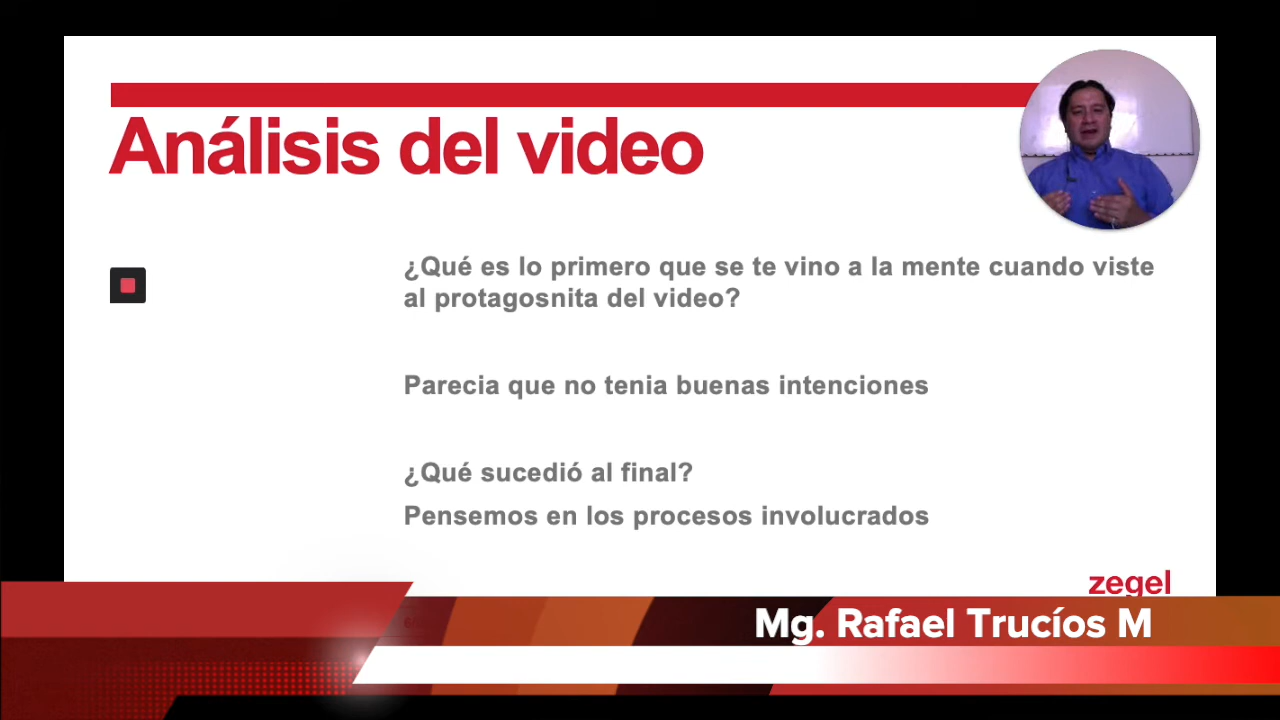 Análisis del video
¿Qué es lo primero que se te vino a la mente cuando viste
al protagosnita del video?
Parecia que no tenia buenas intenciones
¿Qué sucedió al final?
Pensemos en los procesos involucrados
zegel
Mg. Rafael Trucíos M